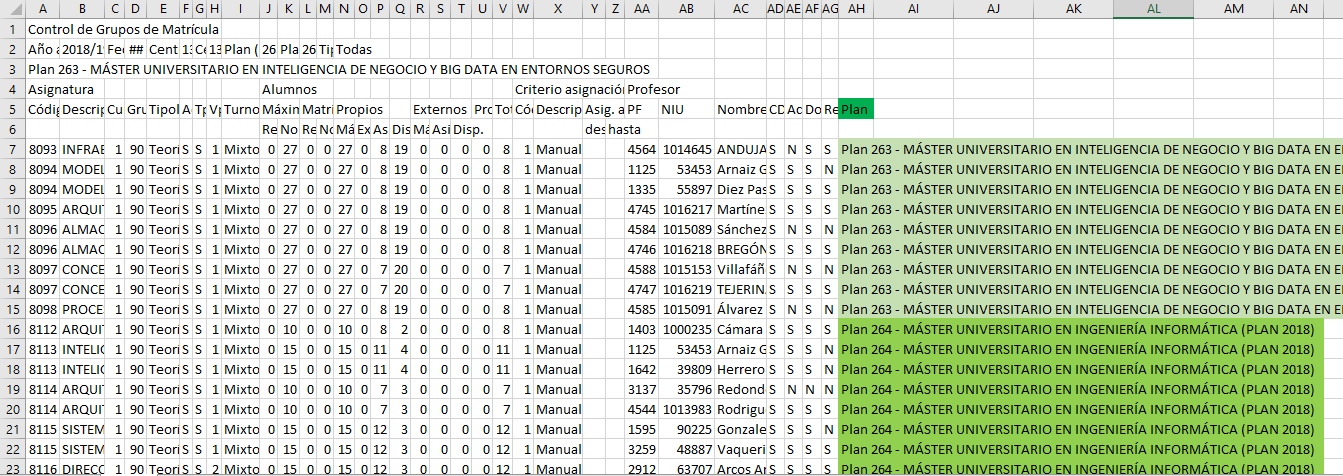 A B C D E F G H I J K L M N O P Q R S T U V W X Y Z AA AB AC AD AE AF AG AH AI AJ AK AL AM AN
1 Control de Grupos de Matrícula
2 Año a 2018/1 Fec ## Cent 13 Ce 13 Plan ( 26 Pla 26 Tip Todas
3 Plan 263 - MÁSTER UNIVERSITARIO EN INTELIGENCIA DE NEGOCIO Y BIG DATA EN ENTORNOS SEGUROS
4 Asignatura Alumnos Criterio asignación Profesor
5 Códig Descrip Cu Gru Tipol A Tp Vp Turno Máxim Matri Propios Externos Pro Tot Có Descrip Asig. a PF NIU Nombre CD Ac Do Re Plan
6 Re No Re No Má Ex As Dis Má Asi Disp. des hasta
7 8093 INFRAE 1 90 Teori S S 1 Mixto 0 27 0 0 27 0 8 19 0 0 0 0 8 1 Manual 4564 1014645 ANDUJA S N S S Plan 263 - MÁSTER UNIVERSITARIO EN INTELIGENCIA DE NEGOCIO Y BIG DATA EN E
8 8094 MODEL 1 90 Teori S S 1 Mixto 0 27 0 0 27 0 8 19 0 0 0 0 8 1 Manual 1125 53453 Arnaiz G S S S N Plan 263 - MÁSTER UNIVERSITARIO EN INTELIGENCIA DE NEGOCIO Y BIG DATA EN E
9 8094 MODEL 1 90 Teori S S 1 Mixto 0 27 0 0 27 0 8 19 0 0 0 0 8 1 Manual 1335 55897 Diez Pas S S S S Plan 263 - MÁSTER UNIVERSITARIO EN INTELIGENCIA DE NEGOCIO Y BIG DATA EN E
10 8095 ARQUI 1 90 Teori S S 1 Mixto 0 27 0 0 27 0 8 19 0 0 0 0 8 1 Manual 4745 1016217 Martíne S S S S Plan 263 - MÁSTER UNIVERSITARIO EN INTELIGENCIA DE NEGOCIO Y BIG DATA EN E
11 8096 ALMAC 1 90 Teori S S 1 Mixto 0 27 0 0 27 0 8 19 0 0 0 0 8 1 Manual 4584 1015089 Sánchez S N S N Plan 263 - MÁSTER UNIVERSITARIO EN INTELIGENCIA DE NEGOCIO Y BIG DATA EN E
12 8096 ALMAC 1 90 Teori S S 1 Mixto 0 27 0 0 27 0 8 19 0 0 0 0 8 1 Manual 4746 1016218 BREGÓN S S S S Plan 263 - MÁSTER UNIVERSITARIO EN INTELIGENCIA DE NEGOCIO Y BIG DATA EN E
13 8097 CONCE 1 90 Teori S S 1 Mixto 0 27 0 0 27 0 7 20 0 0 0 0 7 1 Manual 4588 1015153 Villafáñ S N S N Plan 263 - MÁSTER UNIVERSITARIO EN INTELIGENCIA DE NEGOCIO Y BIG DATA EN E
14 8097 CONCE 1 90 Teori S S 1 Mixto 0 27 0 0 27 0 7 20 0 0 0 0 7 1 Manual 4747 1016219 TEJERIN S S S S Plan 263 - MÁSTER UNIVERSITARIO EN INTELIGENCIA DE NEGOCIO Y BIG DATA EN E
15 8098 PROCE 1 90 Teori S S 1 Mixto 0 27 0 0 27 0 8 19 0 0 0 0 8 1 Manual 4585 1015091 Álvarez S N S S Plan 263 - MÁSTER UNIVERSITARIO EN INTELIGENCIA DE NEGOCIO Y BIG DATA EN E
16 8112 ARQUI 1 90 Teori S S 1 Mixto 0 10 0 0 10 0 8 2 0 0 0 0 8 1 Manual 1403 1000235 Cámara S S S S Plan 264 - MÁSTER UNIVERSITARIO EN INGENIERÍA INFORMÁTICA (PLAN 2018)
17 8113 INTELI 1 90 Teori S S 1 Mixto 0 15 0 0 15 0 11 4 0 0 0 0 11 1 Manual 1125 53453 Arnaiz G S S S N Plan 264 - MÁSTER UNIVERSITARIO EN INGENIERÍA INFORMÁTICA (PLAN 2018)
18 8113 INTELI 1 90 Teori S S 1 Mixto 0 15 0 0 15 0 11 4 0 0 0 0 11 1 Manual 1642 39809 Herrero S S S N Plan 264 - MÁSTER UNIVERSITARIO EN INGENIERÍA INFORMÁTICA (PLAN 2018)
19 8114 ARQUI 1 90 Teori S S 1 Mixto 0 10 0 0 10 0 7 3 0 0 0 0 7 1 Manual 3137 35796 Redond S N N N Plan 264 - MÁSTER UNIVERSITARIO EN INGENIERÍA INFORMÁTICA (PLAN 2018)
20 8114 ARQUI 1 90 Teori S S 1 Mixto 0 10 0 0 10 0 7 3 0 0 0 0 7 1 Manual 4544 1013983 Rodrigu S S S S Plan 264 - MÁSTER UNIVERSITARIO EN INGENIERÍA INFORMÁTICA (PLAN 2018)
21 8115 SISTEM 1 90 Teori S S 1 Mixto 0 15 0 0 15 0 12 3 0 0 0 0 12 1 Manual 1595 90225 Gonzale S S S N Plan 264 - MÁSTER UNIVERSITARIO EN INGENIERÍA INFORMÁTICA (PLAN 2018)
22 8115 SISTEM 1 90 Teori S S 1 Mixto 0 15 0 0 15 0 12 3 0 0 0 0 12 1 Manual 3259 48887 Vaqueri S S S S Plan 264 - MÁSTER UNIVERSITARIO EN INGENIERÍA INFORMÁTICA (PLAN 2018)
23 8116 DIRECC 1 90 Teori S S 2 Mixto 0 15 0 0 15 0 12 3 0 0 0 0 12 1 Manual 2912 63707 Arcos Ar S S S S Plan 264 - MÁSTER UNIVERSITARIO EN INGENIERÍA INFORMÁTICA (PLAN 2018)